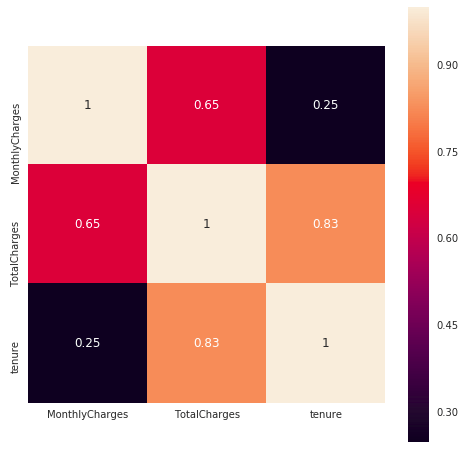 MonthlyCharges 1 0.65 0.25
TotalCharges 0.65 1 0.83
tenure 0.25 0.83 1
MonthlyCharges TotalCharges tenure
0.90
0.75
0.60
0.45
0.30